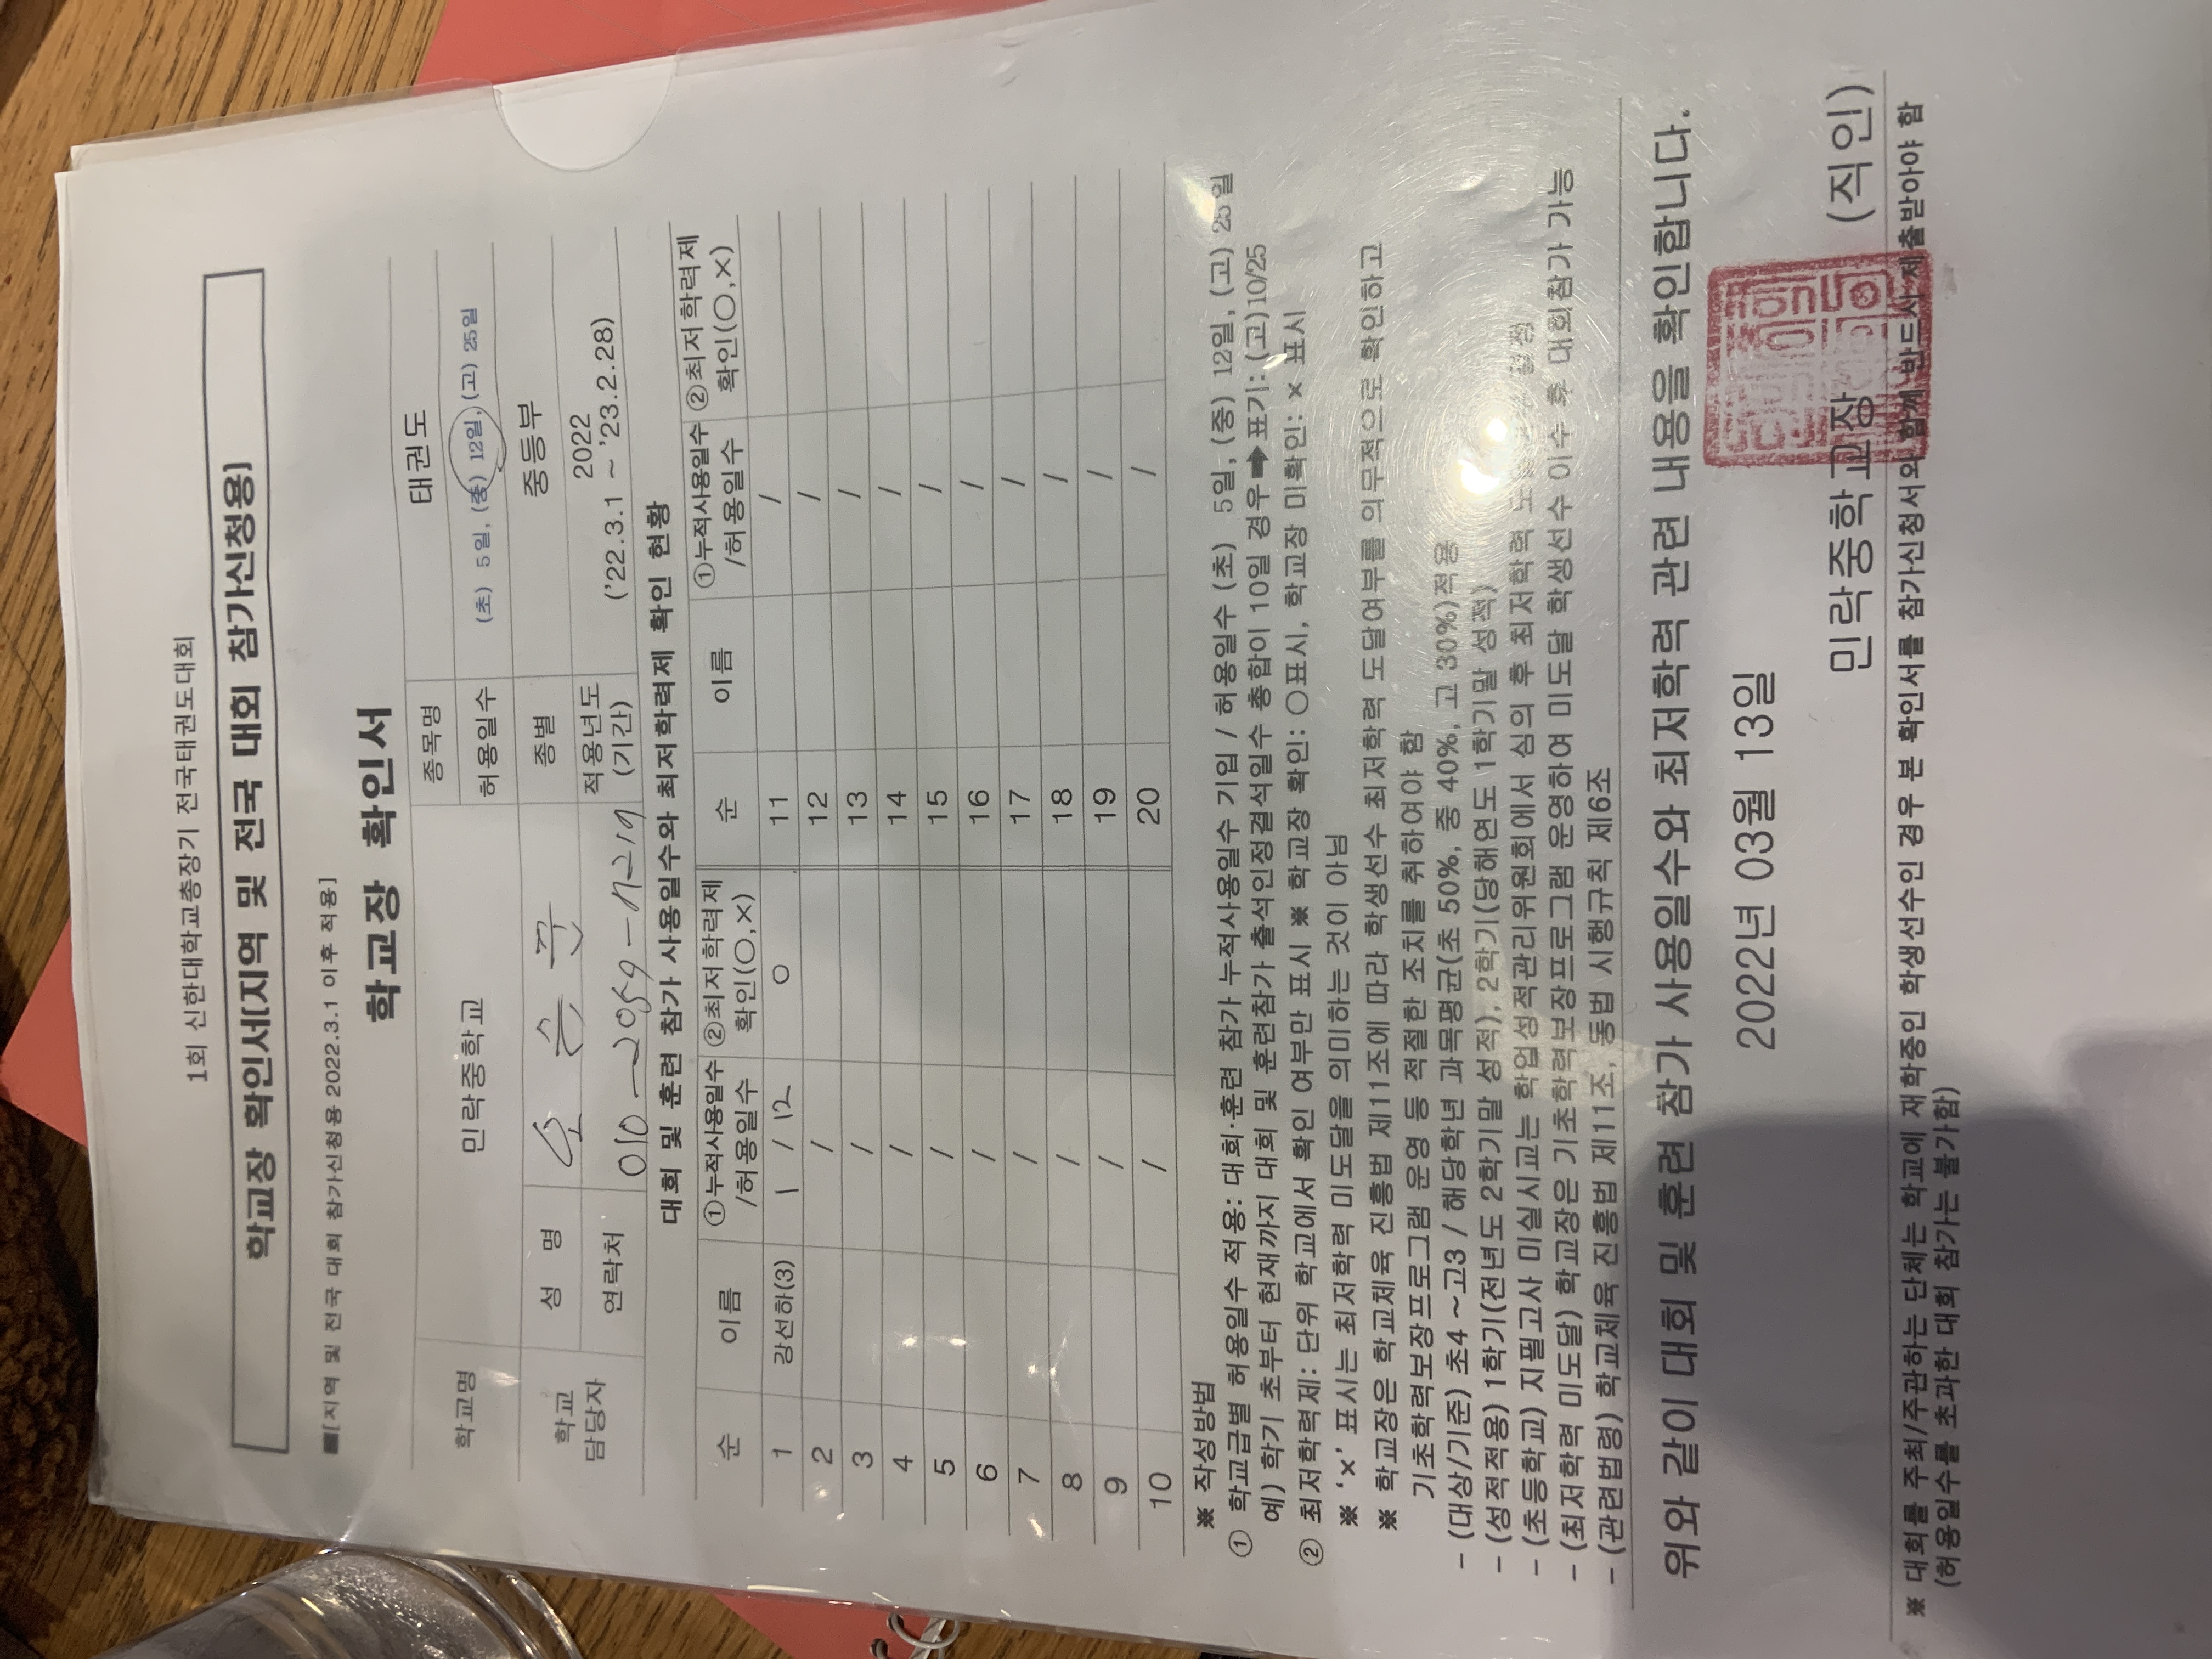 1회 신한대학교총장기 전국태권도대회
학교장 확인서(지역 및 전국 대회 참가신청용)
■[지역 및 전국 대회 참가신청용 2022.3.1 이후 적용]
학교장 확인서
학교명 민락중학교 종목명 태권도
허용일수 (초) 5일, (중) 12일, (고) 25일
학교 담당자 성 명 종별 중등부
연락처 적용년도 (기간) 2022 ('22.3.1 ~ '23.2.28)
대회 및 훈련 참가 사용일수와 최저학력제 확인 현황
순 이름 ①누적사용일수 /허용일수 ②최저학력제 확인(○,×) 순 이름 ①누적사용일수 /허용일수 ②최저학력제 확인(○,×)
1 강선하(3) 1 / 12 ○ 11 /
2 / 12 /
3 / 13 /
4 / 14 /
5 / 15 /
6 / 16 /
7 / 17 /
8 / 18 /
9 / 19 /
10 / 20 /
※ 작성방법
① 학교급별 허용일수 적용: 대회·훈련 참가 누적사용일수 기입 / 허용일수 (초) 5일, (중) 12일, (고) 25일
예) 학기 초부터 현재까지 대회 및 훈련참가 출석인정결석일수 총합이 10일 경우➡표기: (고)10/25
② 최저학력제: 단위 학교에서 확인 여부만 표시 ※ 학교장 확인: ○표시, 학교장 미확인: × 표시
※ '×' 표시는 최저학력 미도달을 의미하는 것이 아님
※ 학교장은 학교체육 진흥법 제11조에 따라 학생선수 최저학력 도달여부를 의무적으로 확인하고
기초학력보장프로그램 운영 등 적절한 조치를 취하여야 함
- (대상/기준) 초4 ~고3 / 해당학년 과목평균(초 50%, 중 40%, 고 30%)적용
- (성적적용) 1학기(전년도 2학기말 성적), 2학기(당해연도 1학기말 성적)
- (초등학교) 지필고사 미실시교는 학업성적관리위원회에서 심의 후 최저학력
- (최저학력 미도달) 학교장은 기초학력보장프로그램 운영하여 미도달 학생선수 이수 후 대회참가 가능
- (관련법령) 학교체육 진흥법 제11조, 동법 시행규칙 제6조
위와 같이 대회 및 훈련 참가 사용일수와 최저학력 관련 내용을 확인합니다.
2022년 03월 13일
민락중학교장 (직인)
※ 대회를 주최/주관하는 단체는 학교에 재학중인 학생선수인 경우 본 확인서를 참가신청서와 함께 반드시 제출받아야 함
(허용일수를 초과한 대회 참가는 불가함)